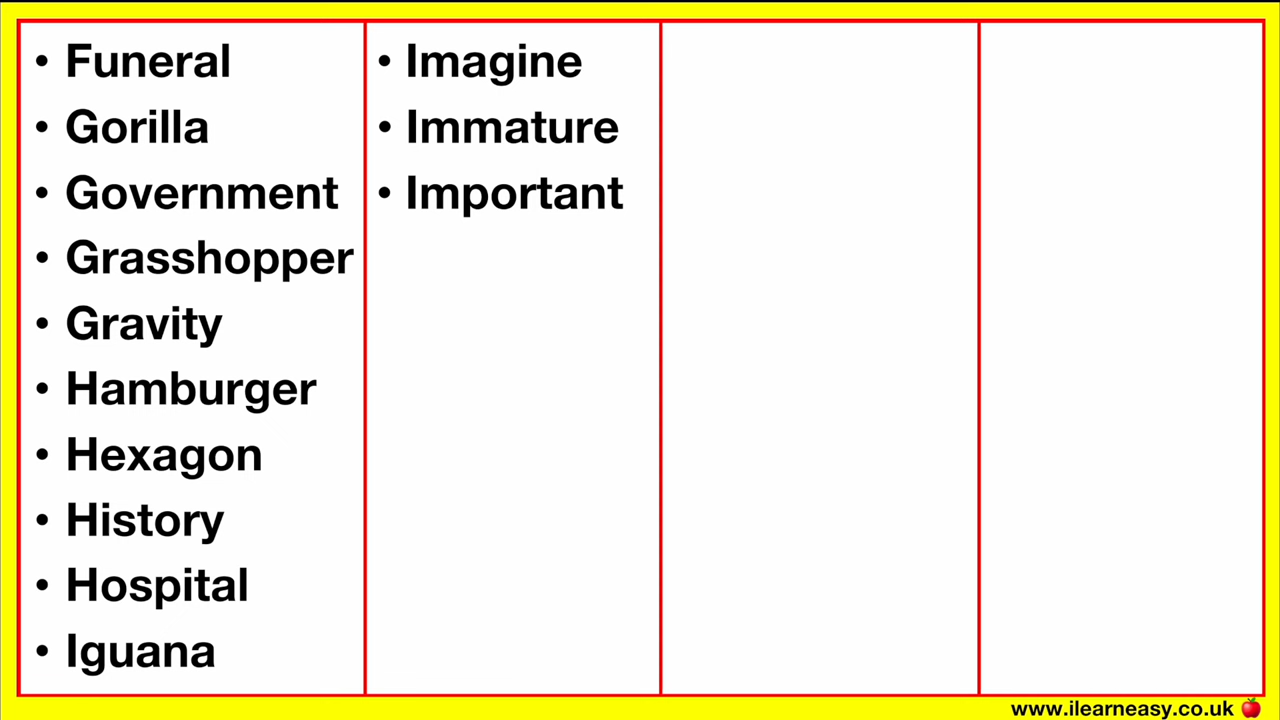 • Funeral
• Gorilla
• Government
• Grasshopper
• Gravity
• Hamburger
• Hexagon
• History
• Hospital
• Iguana
• Imagine
• Immature
• Important
www.ilearneasy.co.uk